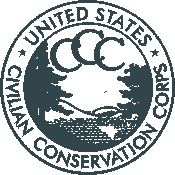 UNITED STATES
CCC
CIVILIAN CONSERVATION CORPS